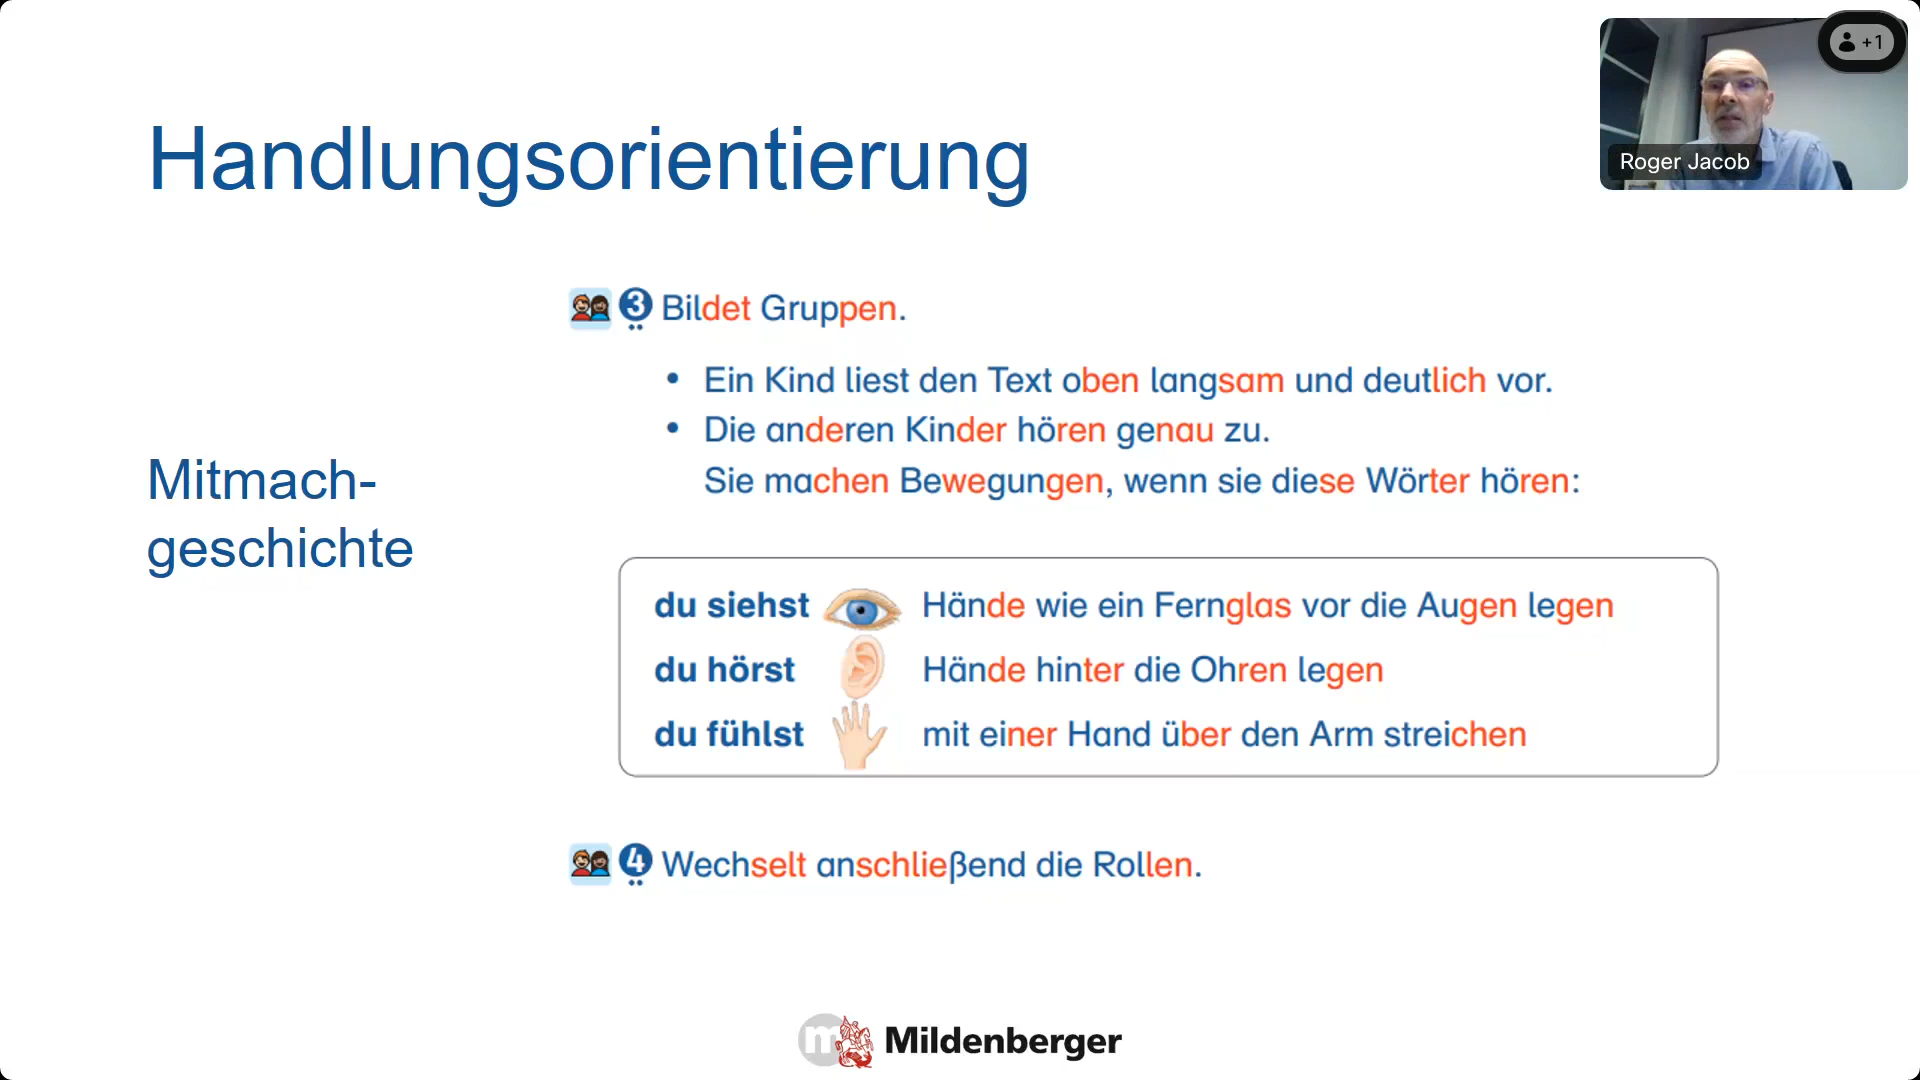 Handlungsorientierung
+1
Roger Jacob
3 Bildet Gruppen.
• Ein Kind liest den Text oben langsam und deutlich vor.
• Die anderen Kinder hören genau zu.
Sie machen Bewegungen, wenn sie diese Wörter hören:
Mitmach-
geschichte
du siehst Hände wie ein Fernglas vor die Augen legen
du hörst Hände hinter die Ohren legen
du fühlst mit einer Hand über den Arm streichen
4 Wechselt anschließend die Rollen.
m Mildenberger